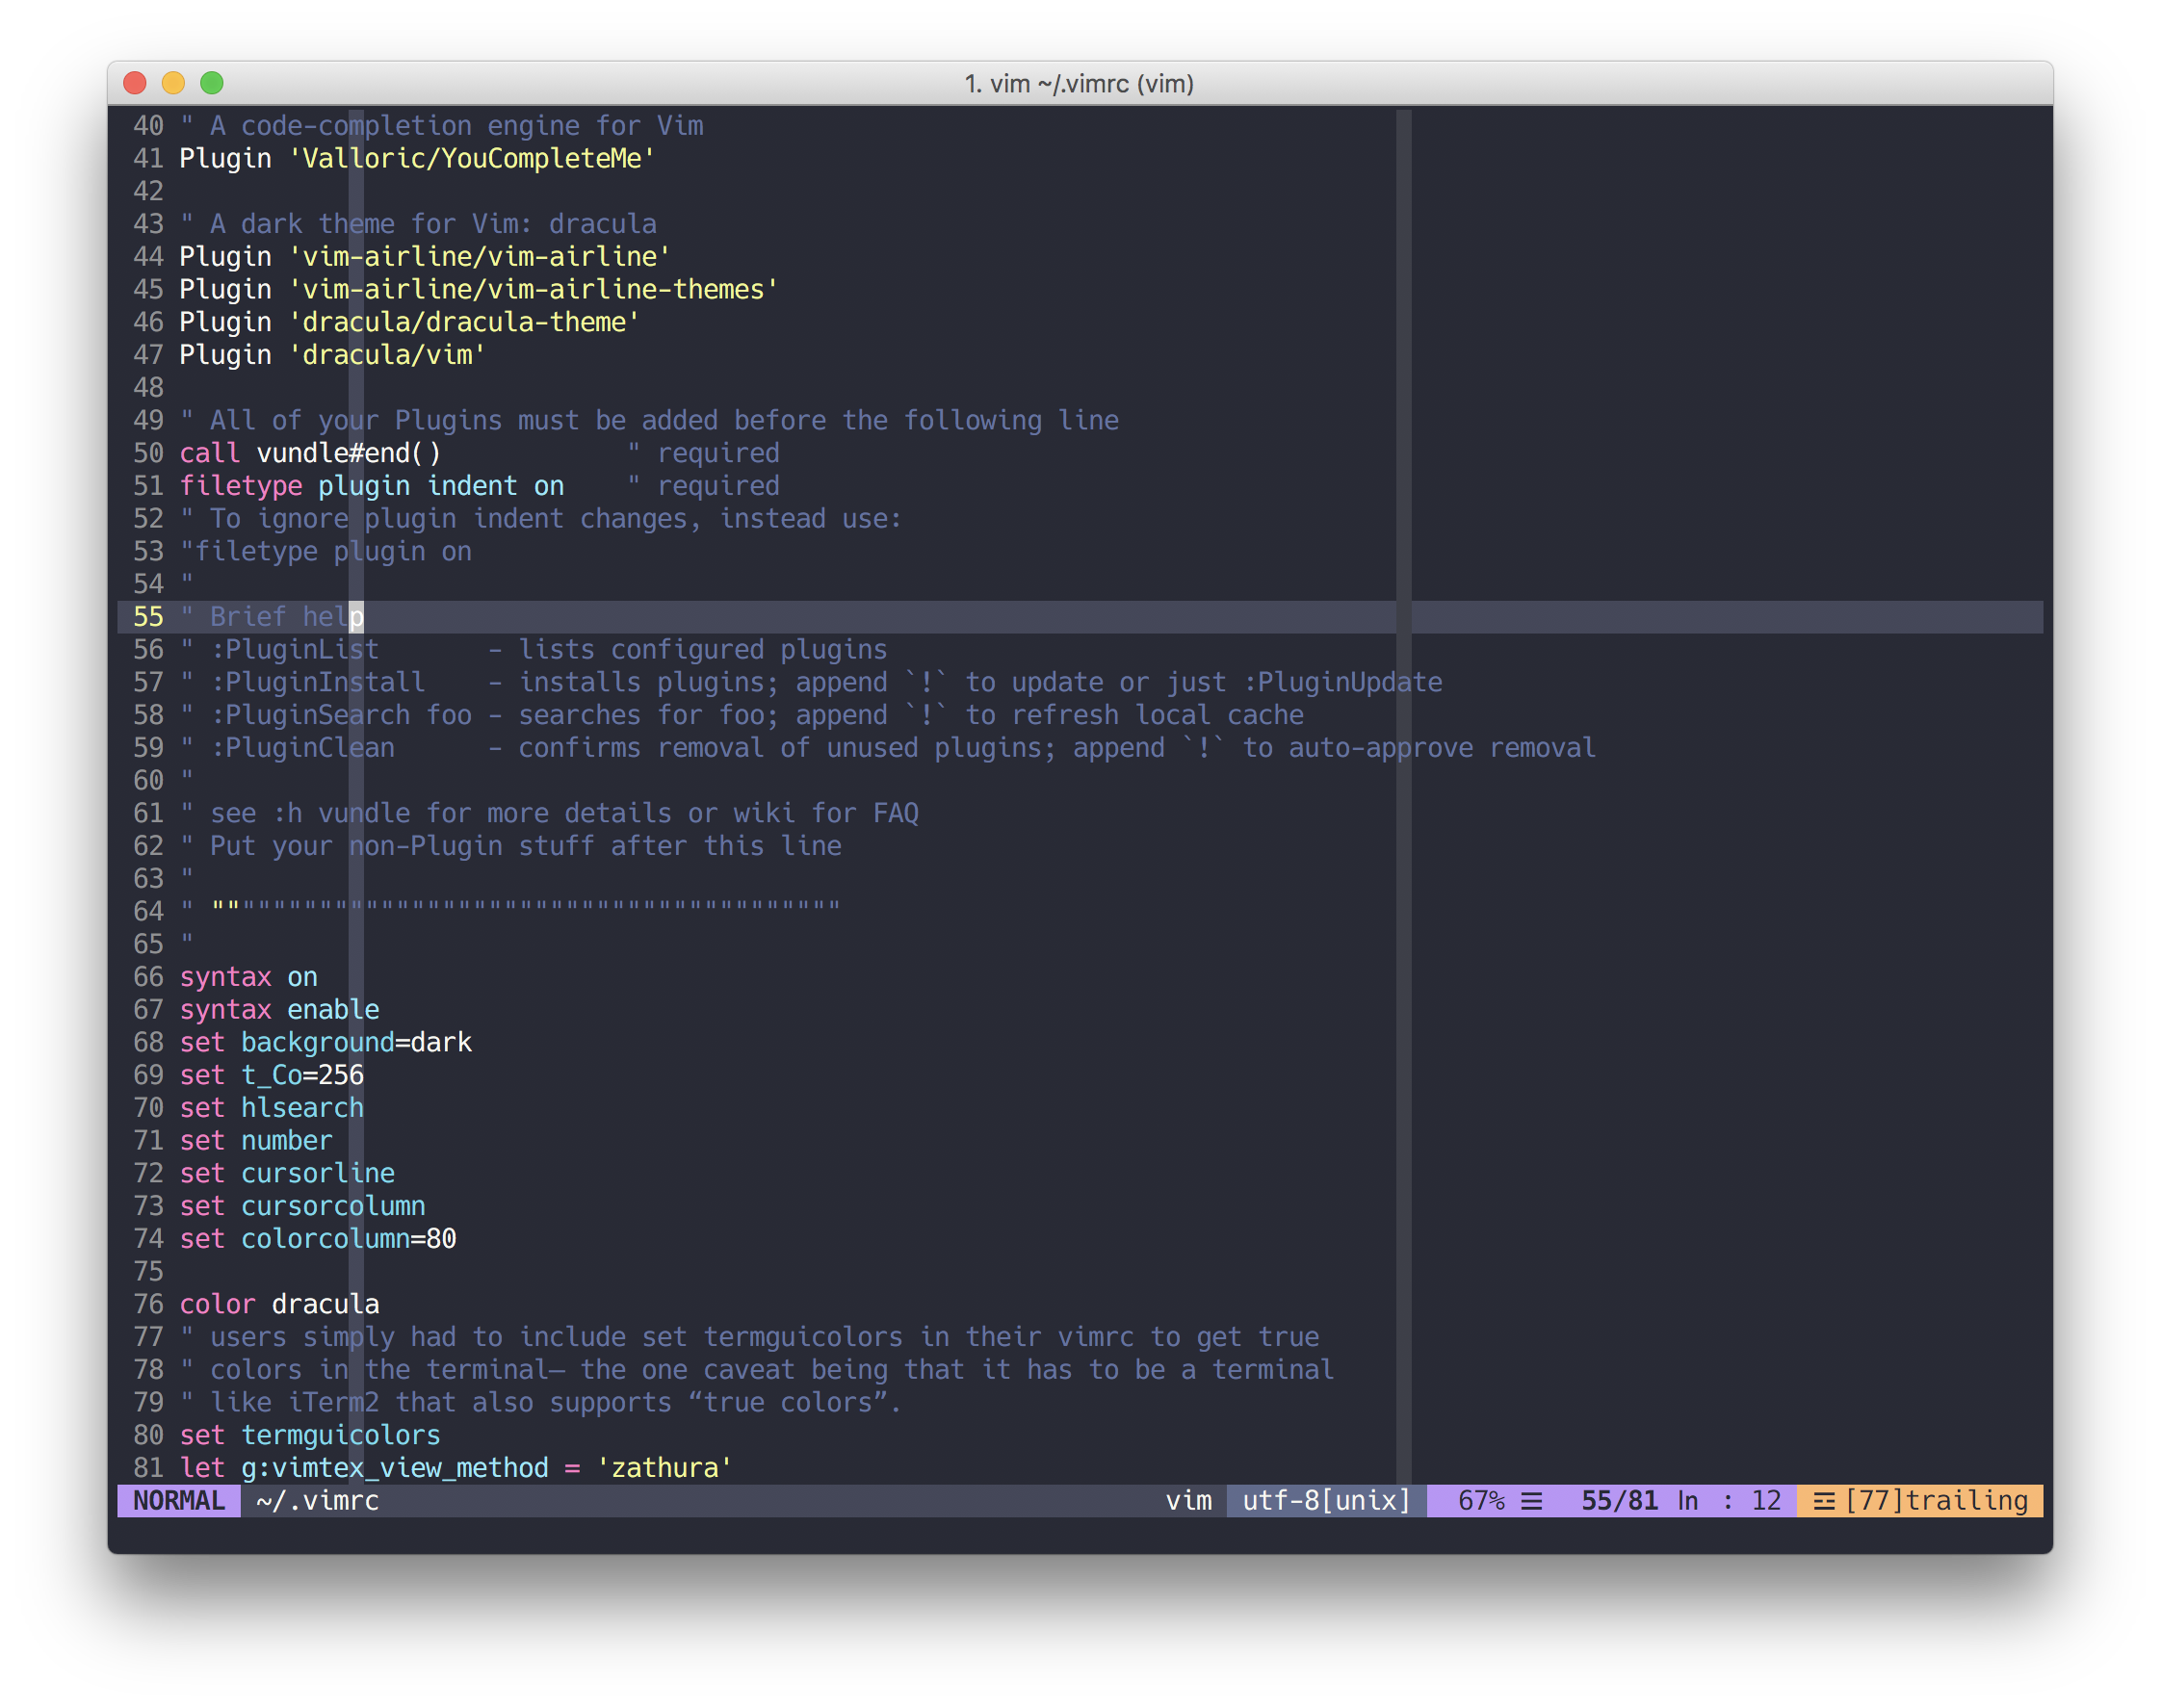 1. vim ~/.vimrc (vim)
40 " A code-completion engine for Vim
41 Plugin 'Valloric/YouCompleteMe'
42
43 " A dark theme for Vim: dracula
44 Plugin 'vim-airline/vim-airline'
45 Plugin 'vim-airline/vim-airline-themes'
46 Plugin 'dracula/dracula-theme'
47 Plugin 'dracula/vim'
48
49 " All of your Plugins must be added before the following line
50 call vundle#end()            " required
51 filetype plugin indent on    " required
52 " To ignore plugin indent changes, instead use:
53 "filetype plugin on
54 "
55 " Brief help
56 " :PluginList       - lists configured plugins
57 " :PluginInstall    - installs plugins; append `!` to update or just :PluginUpdate
58 " :PluginSearch foo - searches for foo; append `!` to refresh local cache
59 " :PluginClean      - confirms removal of unused plugins; append `!` to auto-approve removal
60 "
61 " see :h vundle for more details or wiki for FAQ
62 " Put your non-Plugin stuff after this line
63 "
64 " """""""""""""""""""""""""""""""""""""""""
65 "
66 syntax on
67 syntax enable
68 set background=dark
69 set t_Co=256
70 set hlsearch
71 set number
72 set cursorline
73 set cursorcolumn
74 set colorcolumn=80
75
76 color dracula
77 " users simply had to include set termguicolors in their vimrc to get true
78 " colors in the terminal— the one caveat being that it has to be a terminal
79 " like iTerm2 that also supports “true colors”.
80 set termguicolors
81 let g:vimtex_view_method = 'zathura'
NORMAL ~/.vimrc vim utf-8[unix] 67% ☰ 55/81 ln : 12 ☲ [77]trailing